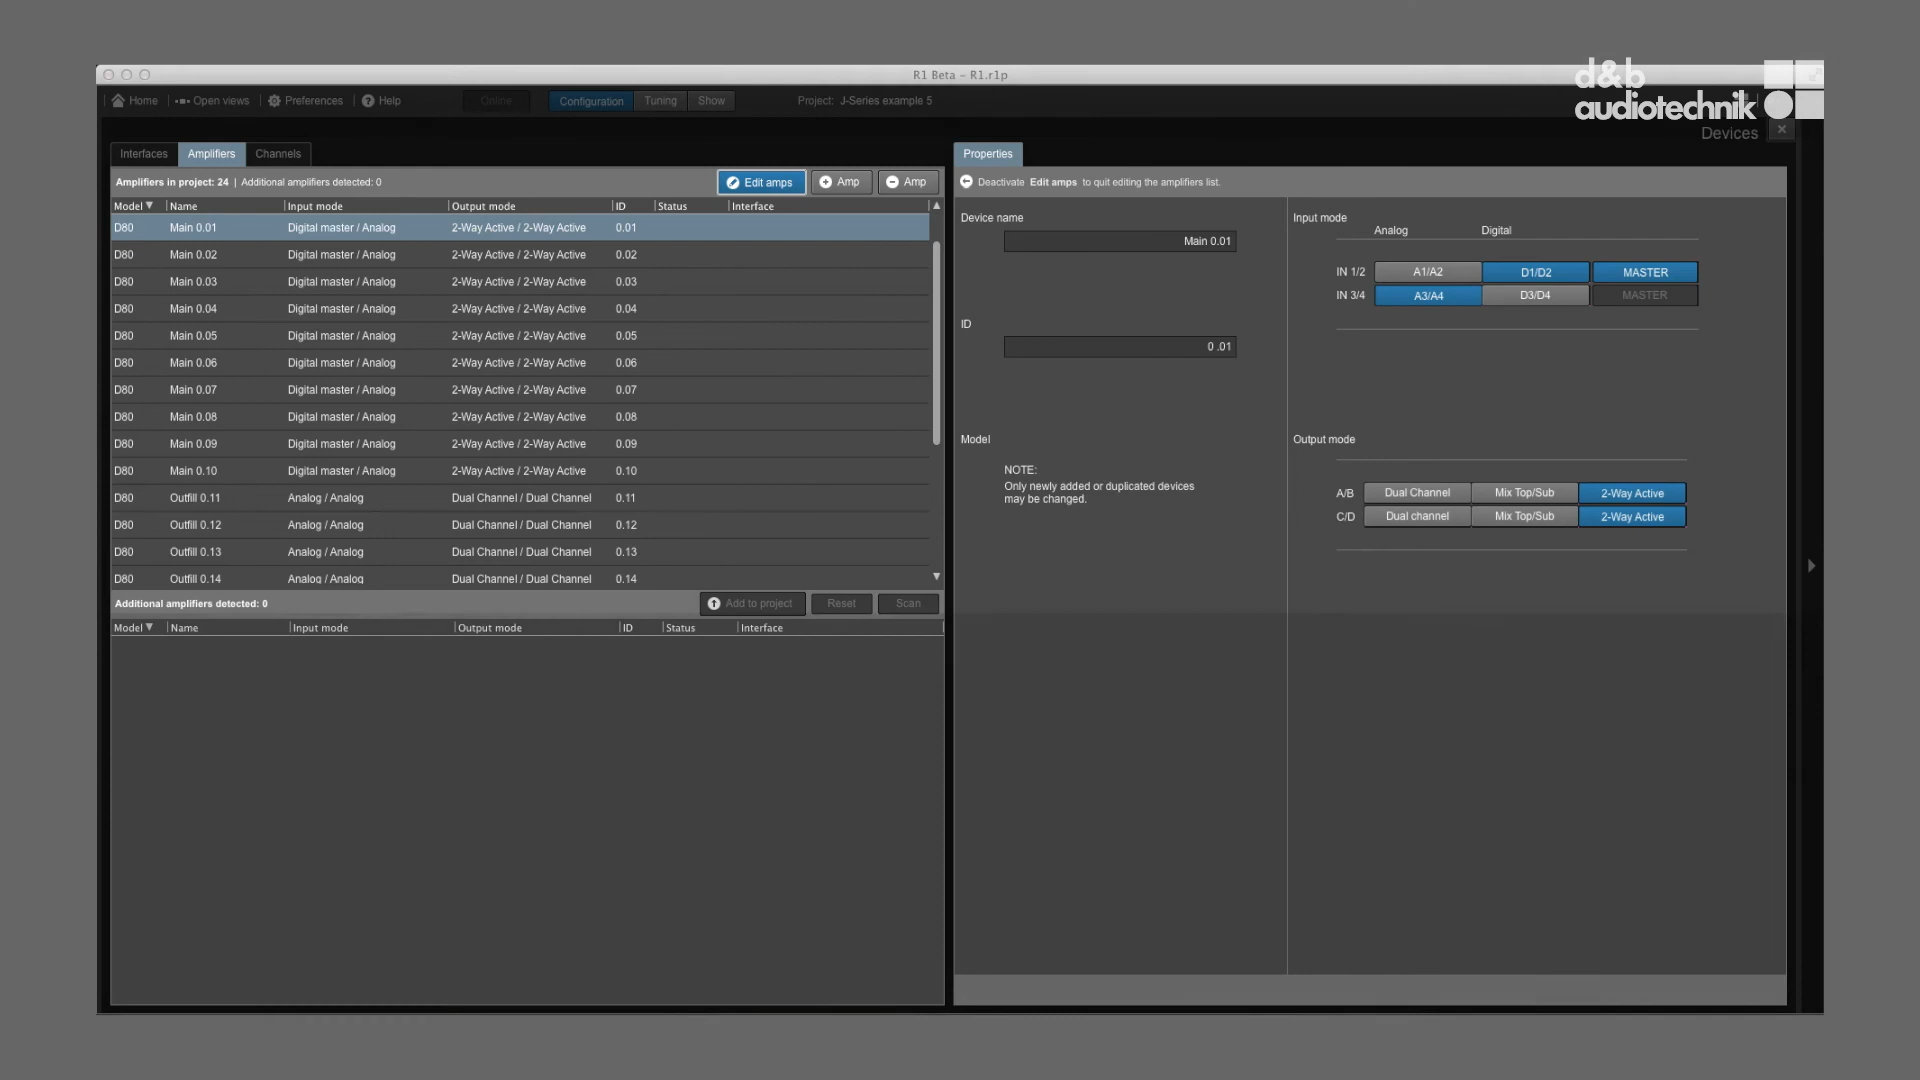 R1 Beta – R1.r1p
d&b
audiotechnik
Home Open views Preferences Help Online Configuration Tuning Show Project: J-Series example 5
Devices
Interfaces Amplifiers Channels
Amplifiers in project: 24 | Additional amplifiers detected: 0 Edit amps Amp Amp
Model Name Input mode Output mode ID Status Interface
D80 Main 0.01 Digital master / Analog 2-Way Active / 2-Way Active 0.01
D80 Main 0.02 Digital master / Analog 2-Way Active / 2-Way Active 0.02
D80 Main 0.03 Digital master / Analog 2-Way Active / 2-Way Active 0.03
D80 Main 0.04 Digital master / Analog 2-Way Active / 2-Way Active 0.04
D80 Main 0.05 Digital master / Analog 2-Way Active / 2-Way Active 0.05
D80 Main 0.06 Digital master / Analog 2-Way Active / 2-Way Active 0.06
D80 Main 0.07 Digital master / Analog 2-Way Active / 2-Way Active 0.07
D80 Main 0.08 Digital master / Analog 2-Way Active / 2-Way Active 0.08
D80 Main 0.09 Digital master / Analog 2-Way Active / 2-Way Active 0.09
D80 Main 0.10 Digital master / Analog 2-Way Active / 2-Way Active 0.10
D80 Outfill 0.11 Analog / Analog Dual Channel / Dual Channel 0.11
D80 Outfill 0.12 Analog / Analog Dual Channel / Dual Channel 0.12
D80 Outfill 0.13 Analog / Analog Dual Channel / Dual Channel 0.13
D80 Outfill 0.14 Analog / Analog Dual Channel / Dual Channel 0.14
Additional amplifiers detected: 0 Add to project Reset Scan
Model Name Input mode Output mode ID Status Interface
Properties
Deactivate Edit amps to quit editing the amplifiers list.
Device name
Main 0.01
ID
0 .01
Model
NOTE:
Only newly added or duplicated devices
may be changed.
Input mode
Analog Digital
IN 1/2 A1/A2 D1/D2 MASTER
IN 3/4 A3/A4 D3/D4 MASTER
Output mode
A/B Dual Channel Mix Top/Sub 2-Way Active
C/D Dual channel Mix Top/Sub 2-Way Active